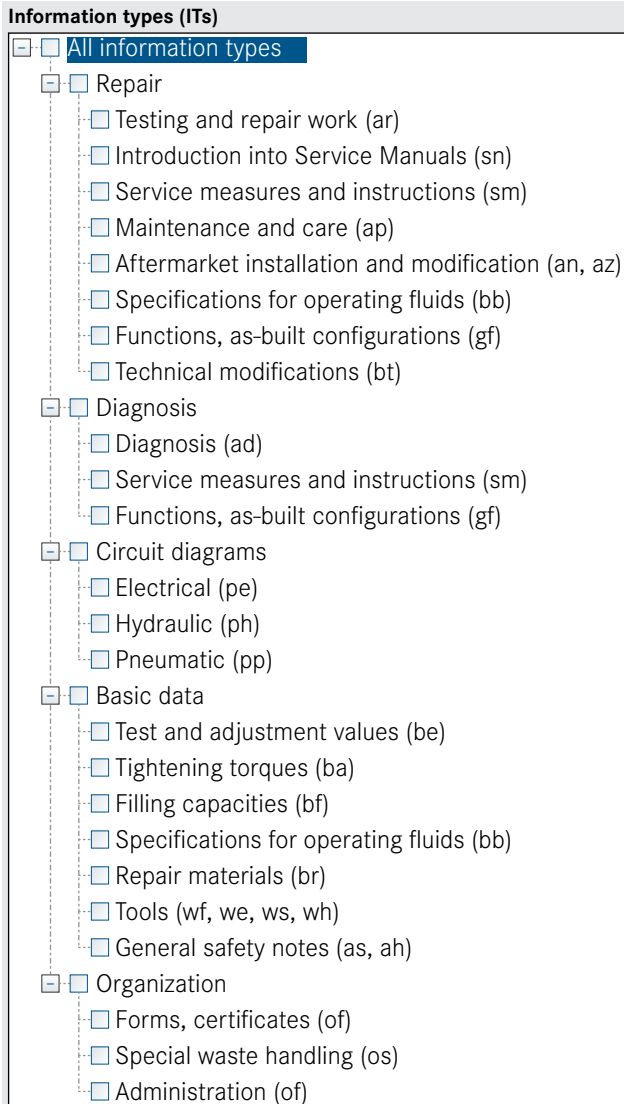 Information types (ITs)
All information types
Repair
Testing and repair work (ar)
Introduction into Service Manuals (sn)
Service measures and instructions (sm)
Maintenance and care (ap)
Aftermarket installation and modification (an, az)
Specifications for operating fluids (bb)
Functions, as-built configurations (gf)
Technical modifications (bt)
Diagnosis
Diagnosis (ad)
Service measures and instructions (sm)
Functions, as-built configurations (gf)
Circuit diagrams
Electrical (pe)
Hydraulic (ph)
Pneumatic (pp)
Basic data
Test and adjustment values (be)
Tightening torques (ba)
Filling capacities (bf)
Specifications for operating fluids (bb)
Repair materials (br)
Tools (wf, we, ws, wh)
General safety notes (as, ah)
Organization
Forms, certificates (of)
Special waste handling (os)
Administration (of)